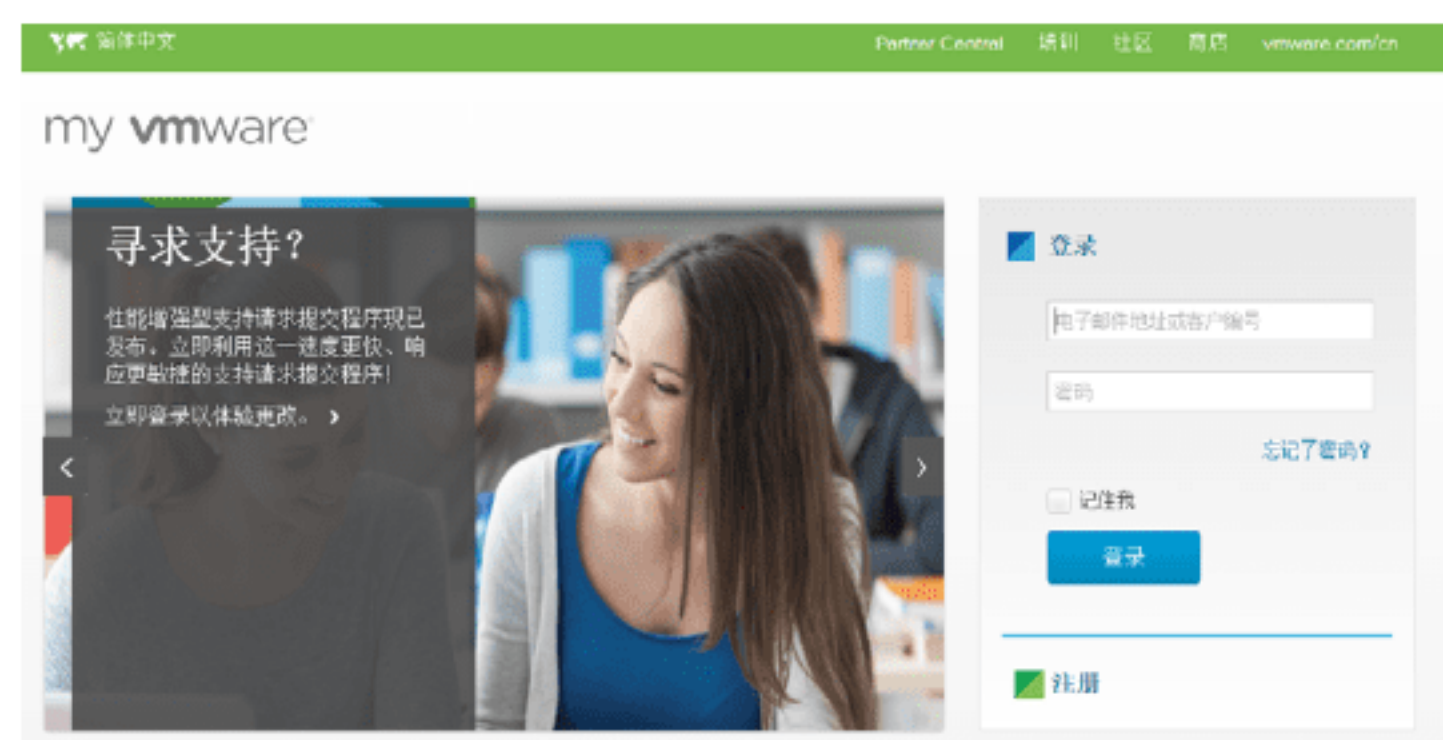 简体中文
Partner Central 培训 社区 商店 vmware.com/cn
my vmware
寻求支持?
性能增强型支持请求提交程序现已
发布。立即利用这一速度更快、响
应更敏捷的支持请求提交程序!
立即登录以体验更改。 ›
登录
电子邮件地址或客户编号
密码
忘记了密码?
记住我
登录
注册